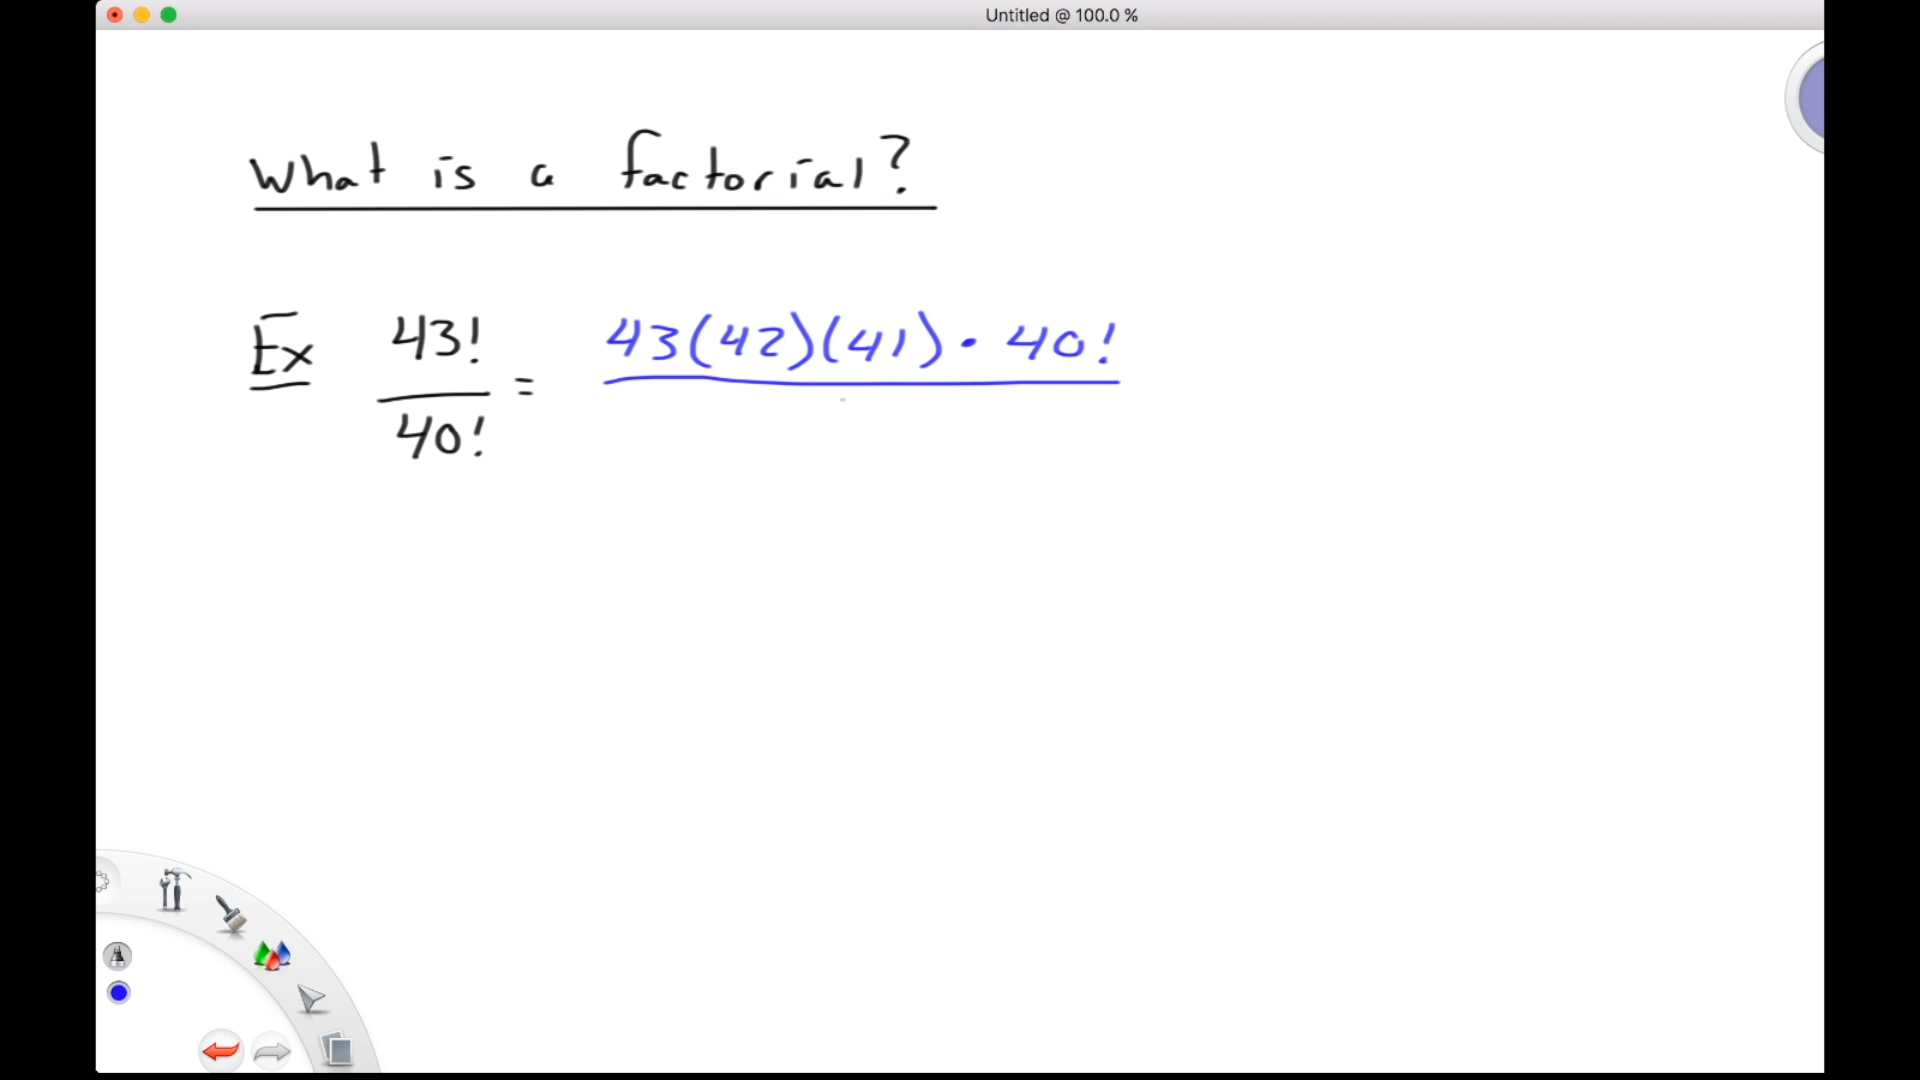 Untitled @ 100.0 %
What is a factorial?
Ex 43!/40! = 43(42)(41) · 40!